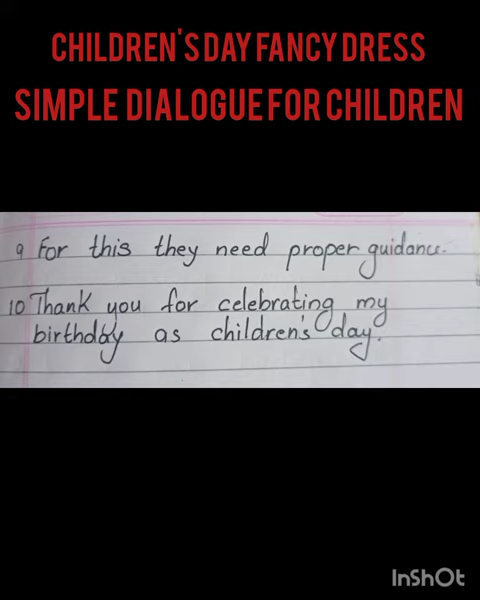 CHILDREN'S DAY FANCY DRESS
SIMPLE DIALOGUE FOR CHILDREN
9 For this they need proper guidance.
10 Thank you for celebrating my
birthday as children's day.
InShOt